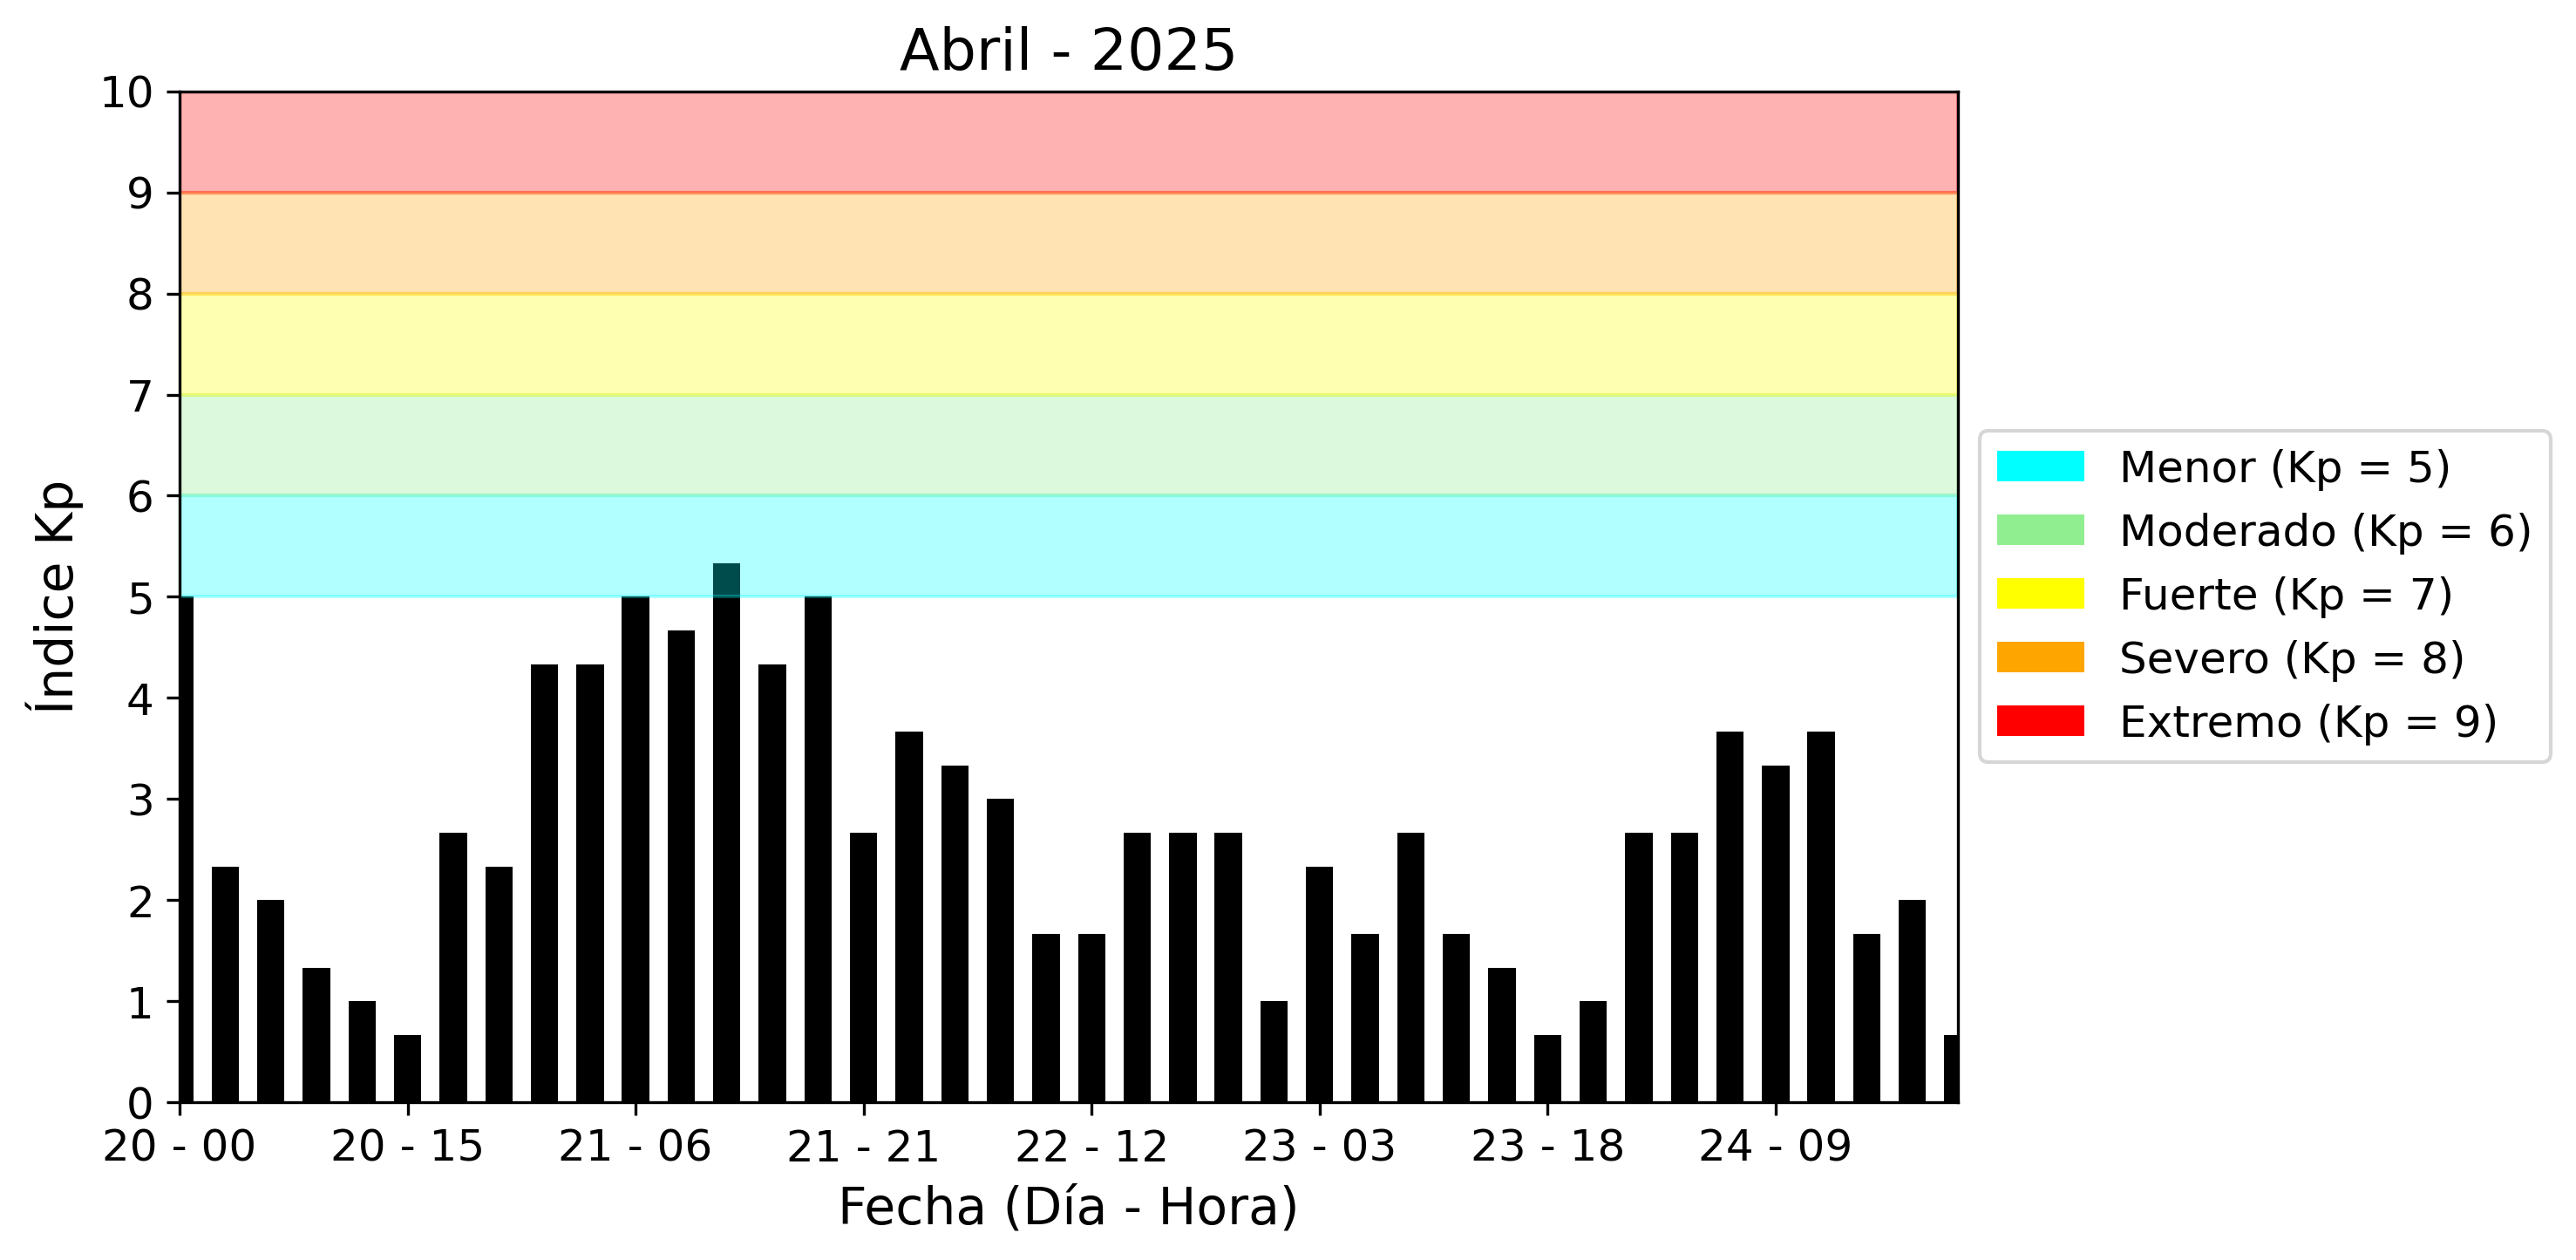 Abril - 2025
10
9
8
7
6
5
4
3
2
1
0
Índice Kp
20 - 00
20 - 15
21 - 06
21 - 21
22 - 12
23 - 03
23 - 18
24 - 09
Fecha (Día - Hora)
Menor (Kp = 5)
Moderado (Kp = 6)
Fuerte (Kp = 7)
Severo (Kp = 8)
Extremo (Kp = 9)